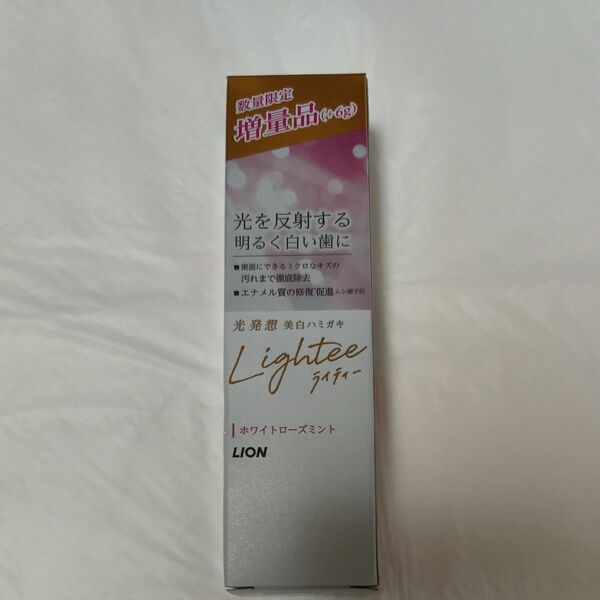 数量限定
増量品(+6g)
光を反射する
明るく白い歯に
■歯面にできるミクロなキズの
汚れまで徹底除去
■エナメル質の修復*促進 ムシ歯予防
光発想 美白ハミガキ
Lightee
ライティー
ホワイトローズミント
LION